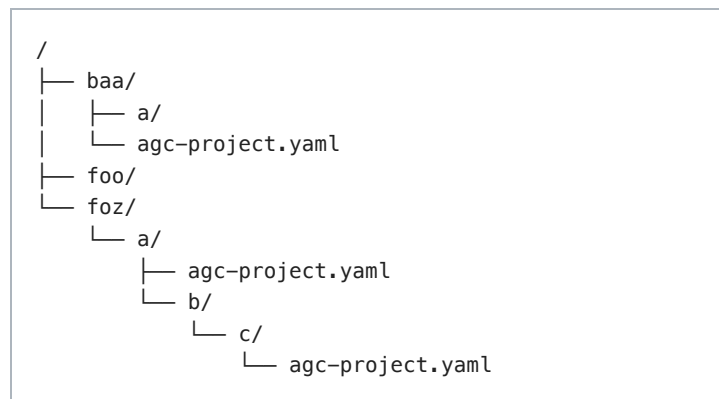 /
├── baa/
│   ├── a/
│   └── agc-project.yaml
├── foo/
└── foz/
    └── a/
        ├── agc-project.yaml
        └── b/
            └── c/
                └── agc-project.yaml